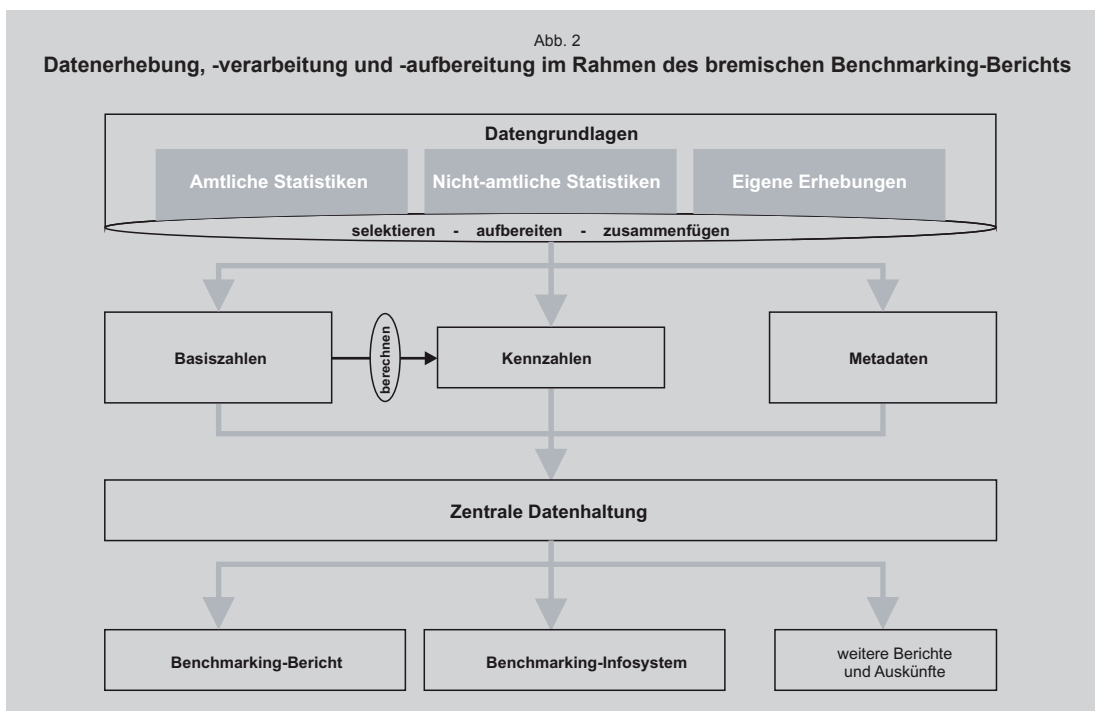 Abb. 2
Datenerhebung, -verarbeitung und -aufbereitung im Rahmen des bremischen Benchmarking-Berichts
Datengrundlagen
Amtliche Statistiken
Nicht-amtliche Statistiken
Eigene Erhebungen
selektieren - aufbereiten - zusammenfügen
Basiszahlen
berechnen
Kennzahlen
Metadaten
Zentrale Datenhaltung
Benchmarking-Bericht
Benchmarking-Infosystem
weitere Berichte
und Auskünfte